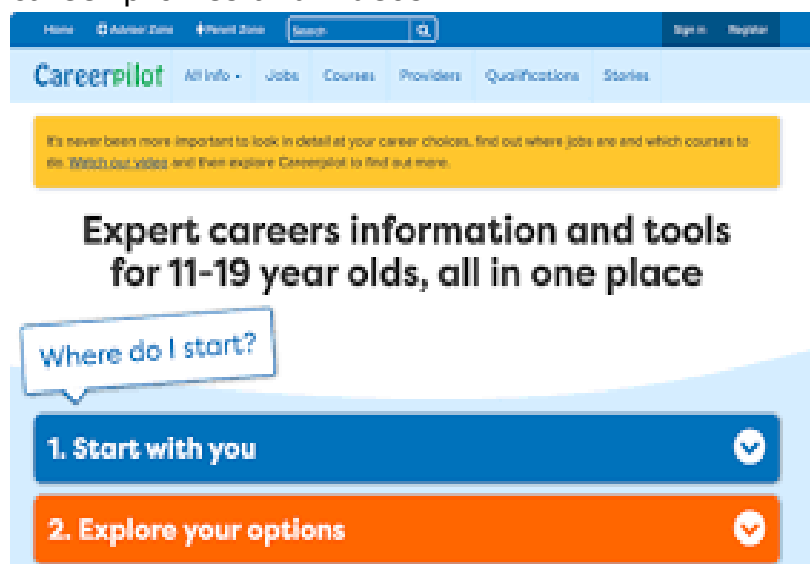 Home Adviser Zone Parent Zone Search Sign in Register
Careerpilot All info Jobs Courses Providers Qualifications Stories
It's never been more important to look in detail at your career choices, find out where jobs are and which courses to
do. Watch our video and then explore Careerpilot to find out more.
Expert careers information and tools
for 11-19 year olds, all in one place
Where do I start?
1. Start with you
2. Explore your options